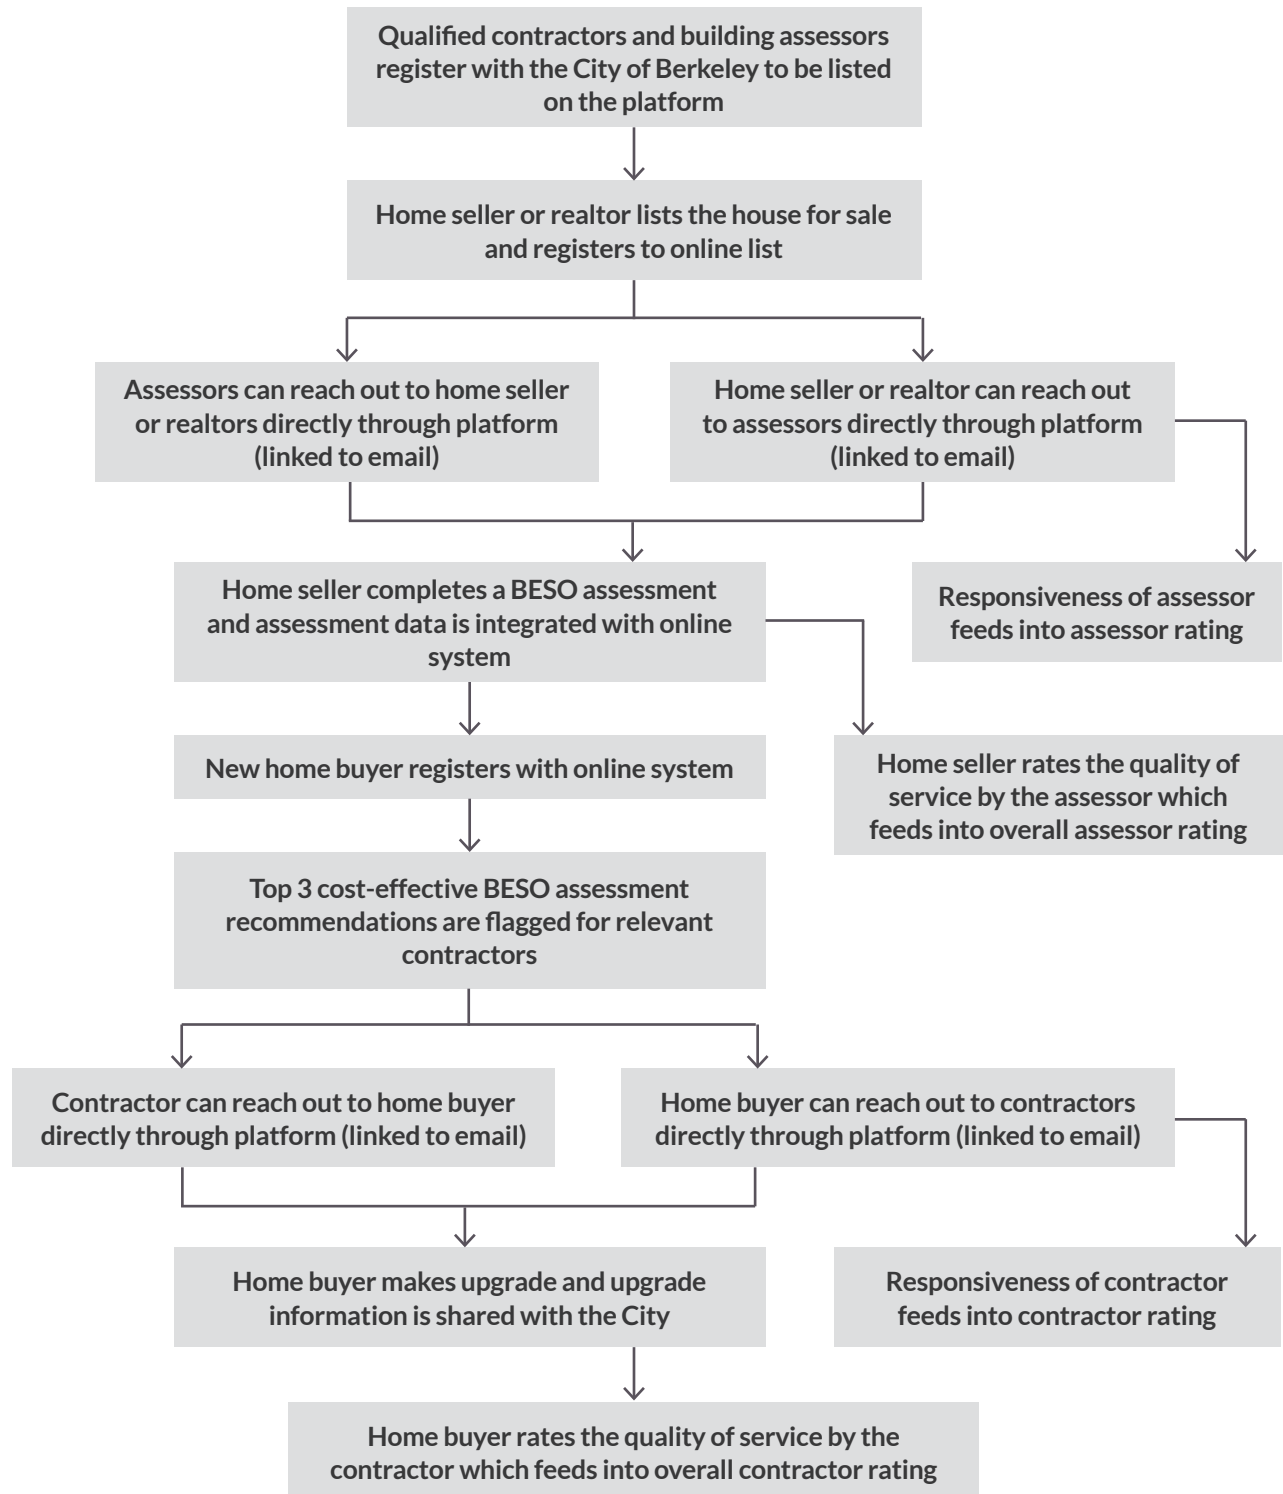 Qualified contractors and building assessors
register with the City of Berkeley to be listed
on the platform
Home seller or realtor lists the house for sale
and registers to online list
Assessors can reach out to home seller
or realtors directly through platform
(linked to email)
Home seller or realtor can reach out
to assessors directly through platform
(linked to email)
Home seller completes a BESO assessment
and assessment data is integrated with online
system
Responsiveness of assessor
feeds into assessor rating
New home buyer registers with online system
Home seller rates the quality of
service by the assessor which
feeds into overall assessor rating
Top 3 cost-effective BESO assessment
recommendations are flagged for relevant
contractors
Contractor can reach out to home buyer
directly through platform (linked to email)
Home buyer can reach out to contractors
directly through platform (linked to email)
Home buyer makes upgrade and upgrade
information is shared with the City
Responsiveness of contractor
feeds into contractor rating
Home buyer rates the quality of service by the
contractor which feeds into overall contractor rating